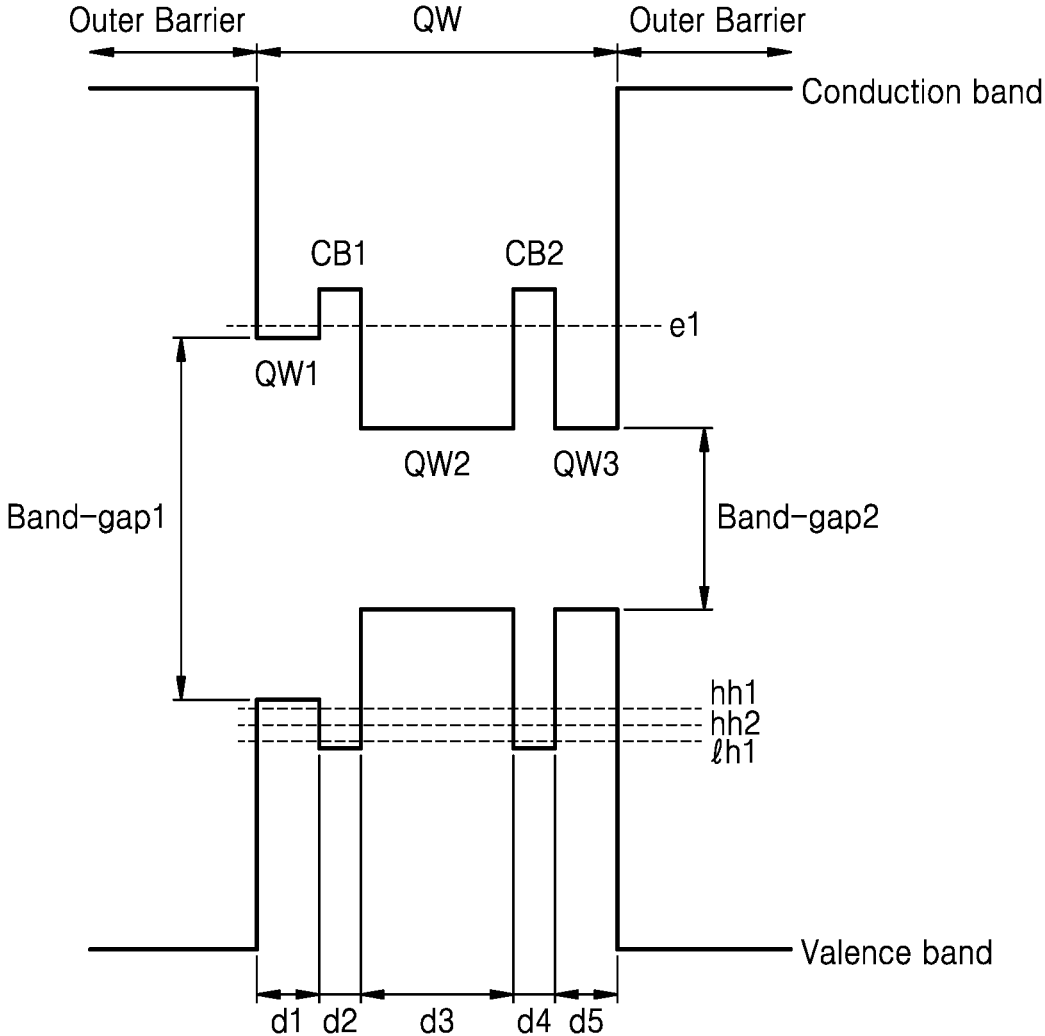 Outer Barrier QW Outer Barrier
Conduction band
CB1 CB2
e1
QW1
QW2 QW3
Band-gap1 Band-gap2
hh1
hh2
ℓh1
Valence band
d1 d2 d3 d4 d5